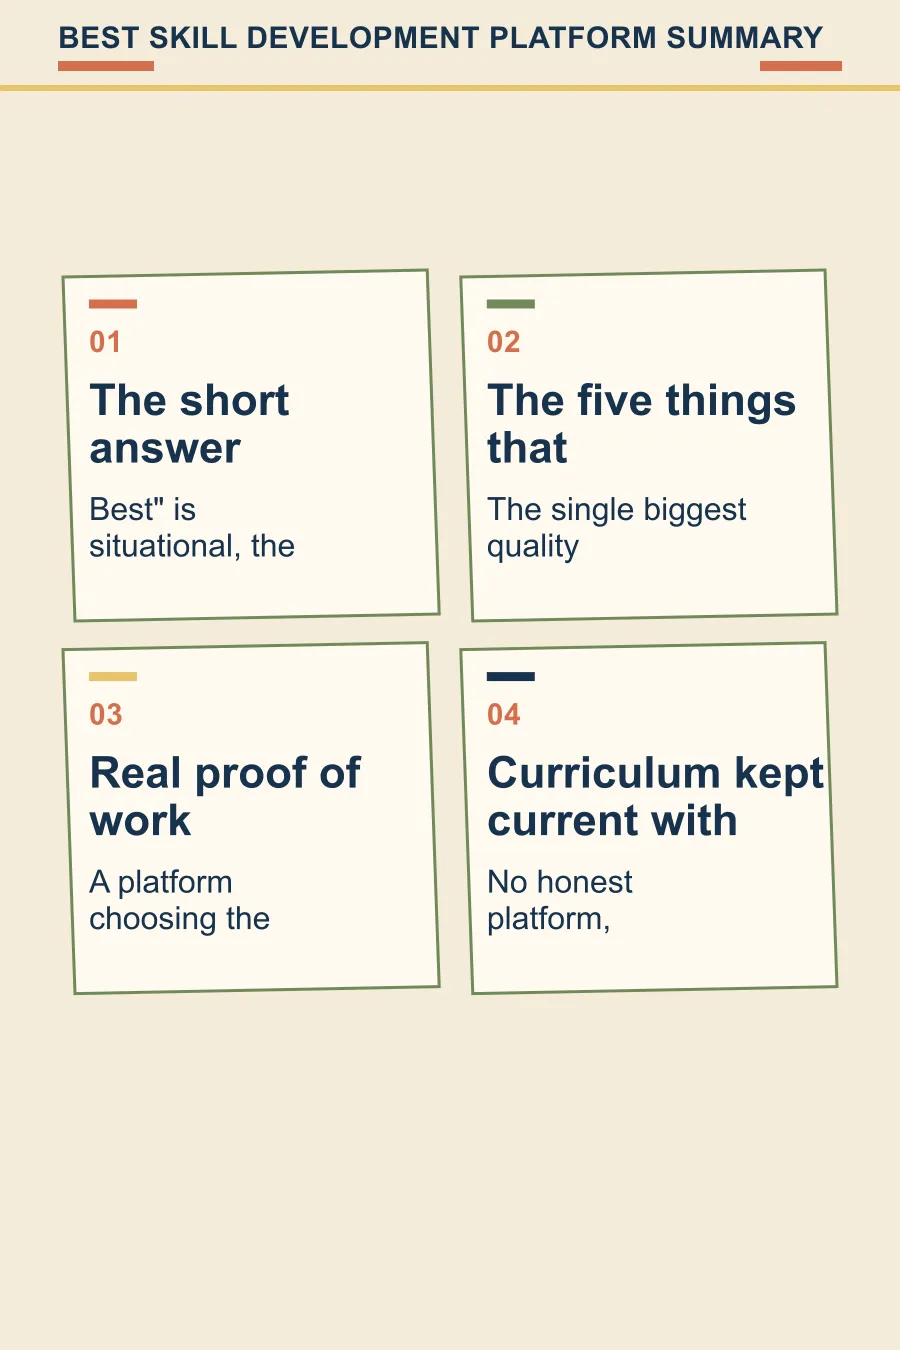 BEST SKILL DEVELOPMENT PLATFORM SUMMARY
01
The short
answer
Best" is
situational, the
02
The five things
that
The single biggest
quality
03
Real proof of
work
A platform
choosing the
04
Curriculum kept
current with
No honest
platform,